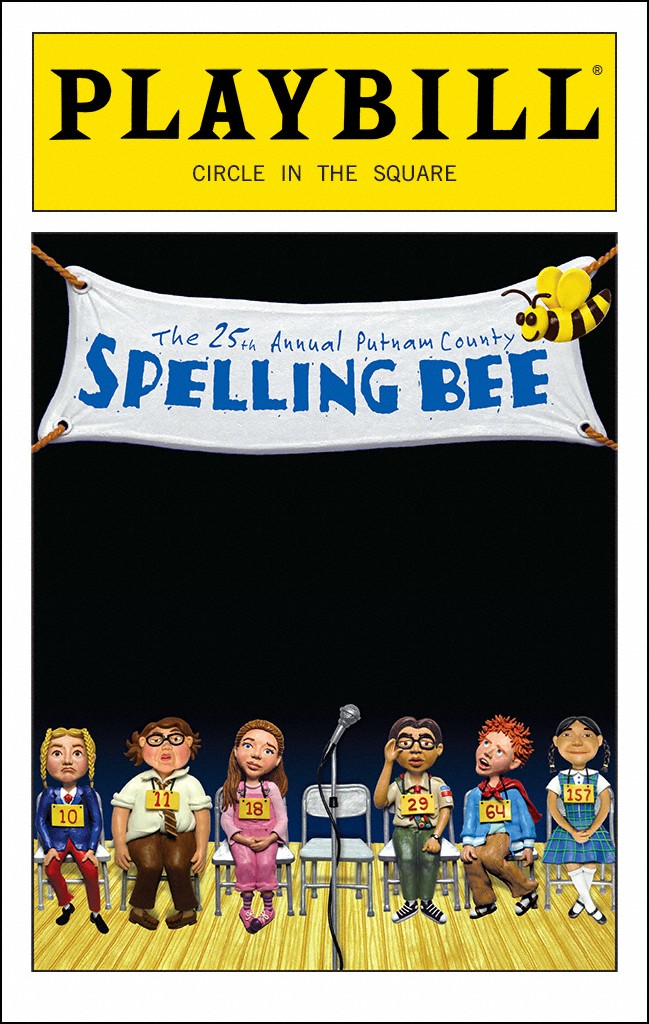 PLAYBILL®
CIRCLE IN THE SQUARE
The 25th Annual Putnam County
SPELLING BEE
10
11
18
29
64
157